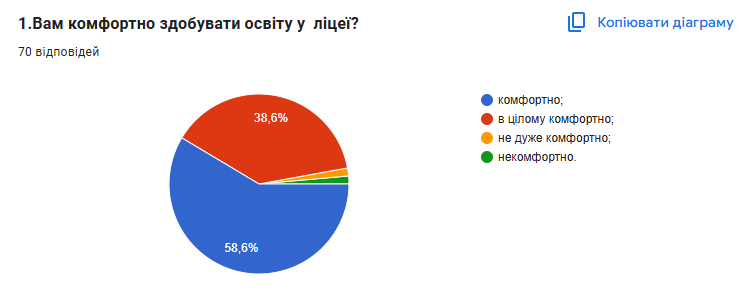 1.Вам комфортно здобувати освіту у  ліцеї?
Копіювати діаграму
70 відповідей
38,6%
58,6%
комфортно;
в цілому комфортно;
не дуже комфортно;
некомфортно.